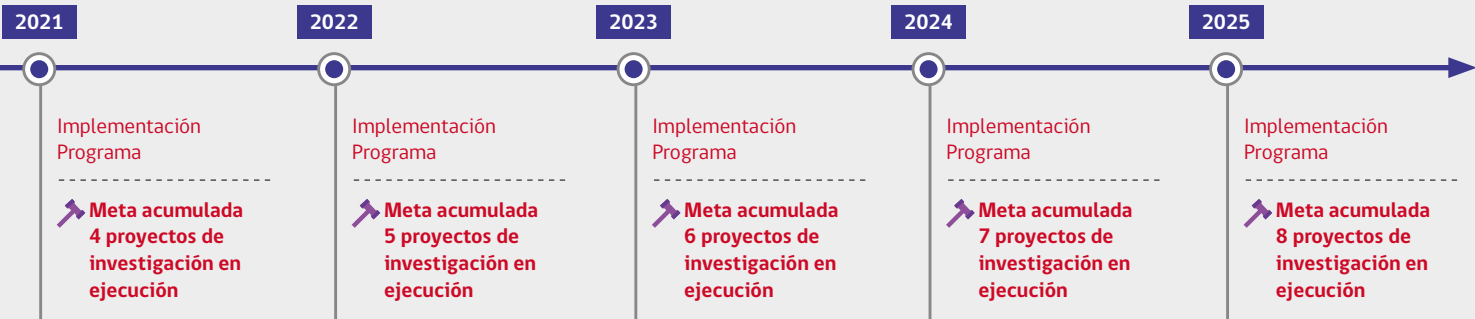 2021
2022
2023
2024
2025
Implementación
Programa
Meta acumulada
4 proyectos de
investigación en
ejecución
Implementación
Programa
Meta acumulada
5 proyectos de
investigación en
ejecución
Implementación
Programa
Meta acumulada
6 proyectos de
investigación en
ejecución
Implementación
Programa
Meta acumulada
7 proyectos de
investigación en
ejecución
Implementación
Programa
Meta acumulada
8 proyectos de
investigación en
ejecución